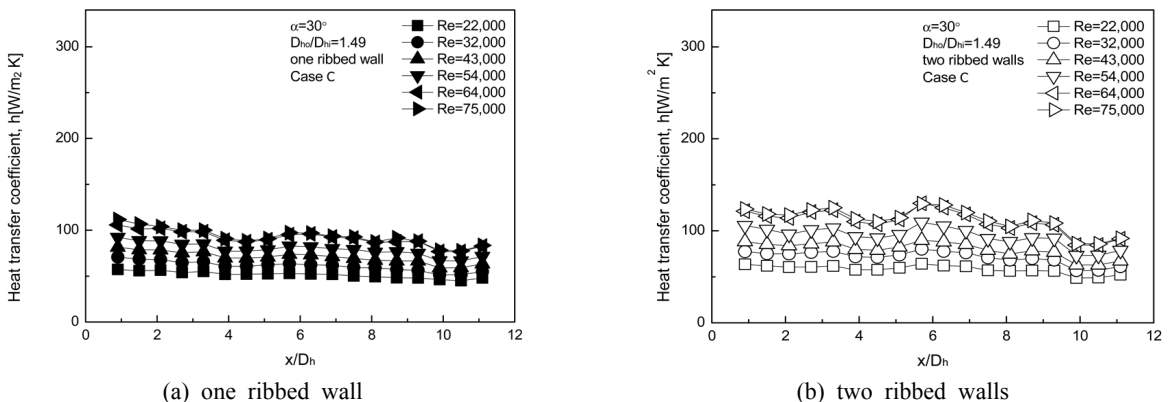 Heat transfer coefficient, h[W/m2 K]
300
200
100
0
α=30°
Dho/Dhi=1.49
one ribbed wall
Case C
Re=22,000
Re=32,000
Re=43,000
Re=54,000
Re=64,000
Re=75,000
0 2 4 6 8 10 12
x/Dh
(a) one ribbed wall
Heat transfer coefficient, h[W/m2 K]
300
200
100
0
α=30°
Dho/Dhi=1.49
two ribbed walls
Case C
Re=22,000
Re=32,000
Re=43,000
Re=54,000
Re=64,000
Re=75,000
0 2 4 6 8 10 12
x/Dh
(b) two ribbed walls